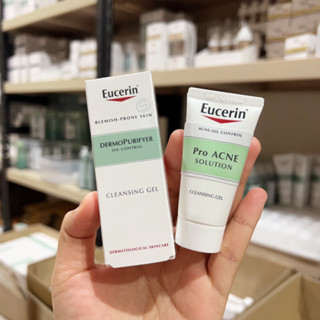 Eucerin
BLEMISH-PRONE SKIN
DERMOPURIFYER
OIL CONTROL
CLEANSING GEL
DERMATOLOGICAL SKINCARE
Eucerin
ACNE-OIL CONTROL
Pro ACNE
SOLUTION
CLEANSING GEL